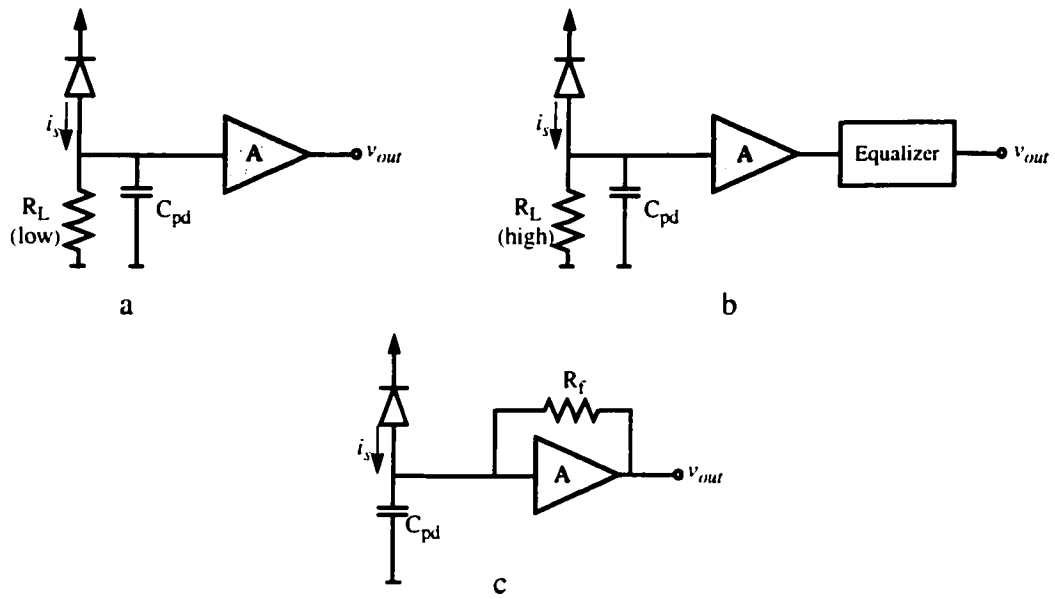 i_s
A
v_out
R_L
(low)
C_pd
a
i_s
A
Equalizer
v_out
R_L
(high)
C_pd
b
R_f
i_s
A
v_out
C_pd
c